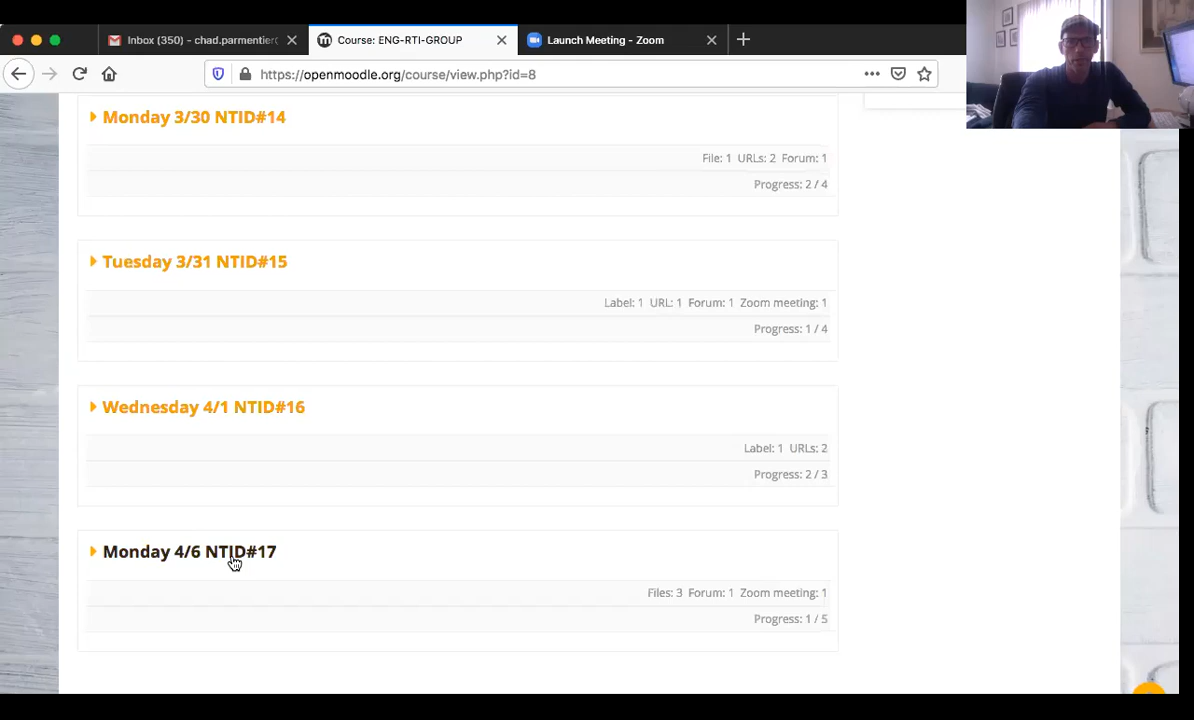 Inbox (350) - chad.parmentier
Course: ENG-RTI-GROUP
Launch Meeting - Zoom
https://openmoodle.org/course/view.php?id=8
Monday 3/30 NTID#14
File: 1 URLs: 2 Forum: 1
Progress: 2 / 4
Tuesday 3/31 NTID#15
Label: 1 URL: 1 Forum: 1 Zoom meeting: 1
Progress: 1 / 4
Wednesday 4/1 NTID#16
Label: 1 URLs: 2
Progress: 2 / 3
Monday 4/6 NTID#17
Files: 3 Forum: 1 Zoom meeting: 1
Progress: 1 / 5